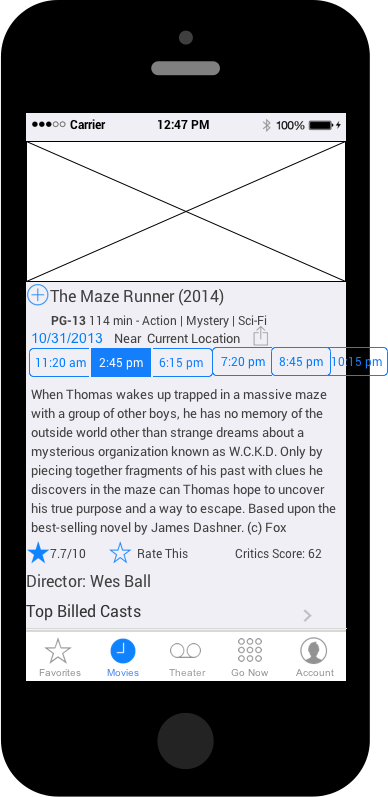 Carrier 12:47 PM 100%
The Maze Runner (2014)
PG-13 114 min - Action | Mystery | Sci-Fi
10/31/2013 Near Current Location
11:20 am 2:45 pm 6:15 pm 7:20 pm 8:45 pm 10:15 pm
When Thomas wakes up trapped in a massive maze
with a group of other boys, he has no memory of the
outside world other than strange dreams about a
mysterious organization known as W.C.K.D. Only by
piecing together fragments of his past with clues he
discovers in the maze can Thomas hope to uncover
his true purpose and a way to escape. Based upon the
best-selling novel by James Dashner. (c) Fox
7.7/10 Rate This Critics Score: 62
Director: Wes Ball
Top Billed Casts
Favorites Movies Theater Go Now Account